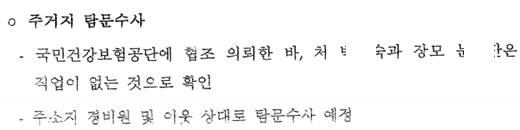 ○ 주거지 탐문수사
- 국민건강보험공단에 협조 의뢰한 바, 처 숙과 장모 은
직업이 없는 것으로 확인
- 주소지 경비원 및 이웃 상대로 탐문수사 예정